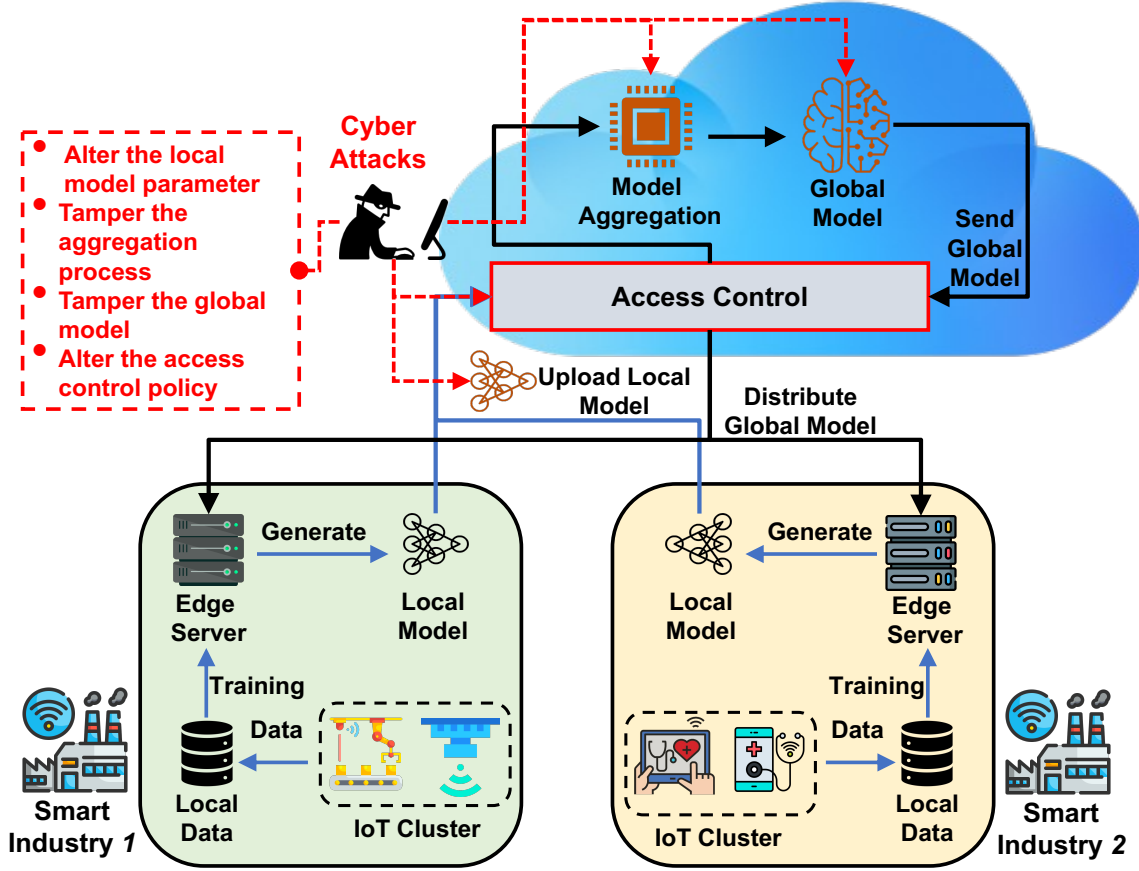 Cyber
Attacks
• Alter the local
model parameter
• Tamper the
aggregation
process
• Tamper the global
model
• Alter the access
control policy
Model
Aggregation
Global
Model
Send
Global
Model
Access Control
Upload Local
Model
Distribute
Global Model
Generate
Edge
Server
Local
Model
Training
Data
Local
Data
IoT Cluster
Smart
Industry 1
Generate
Local
Model
Edge
Server
Training
Data
Local
Data
IoT Cluster
Smart
Industry 2